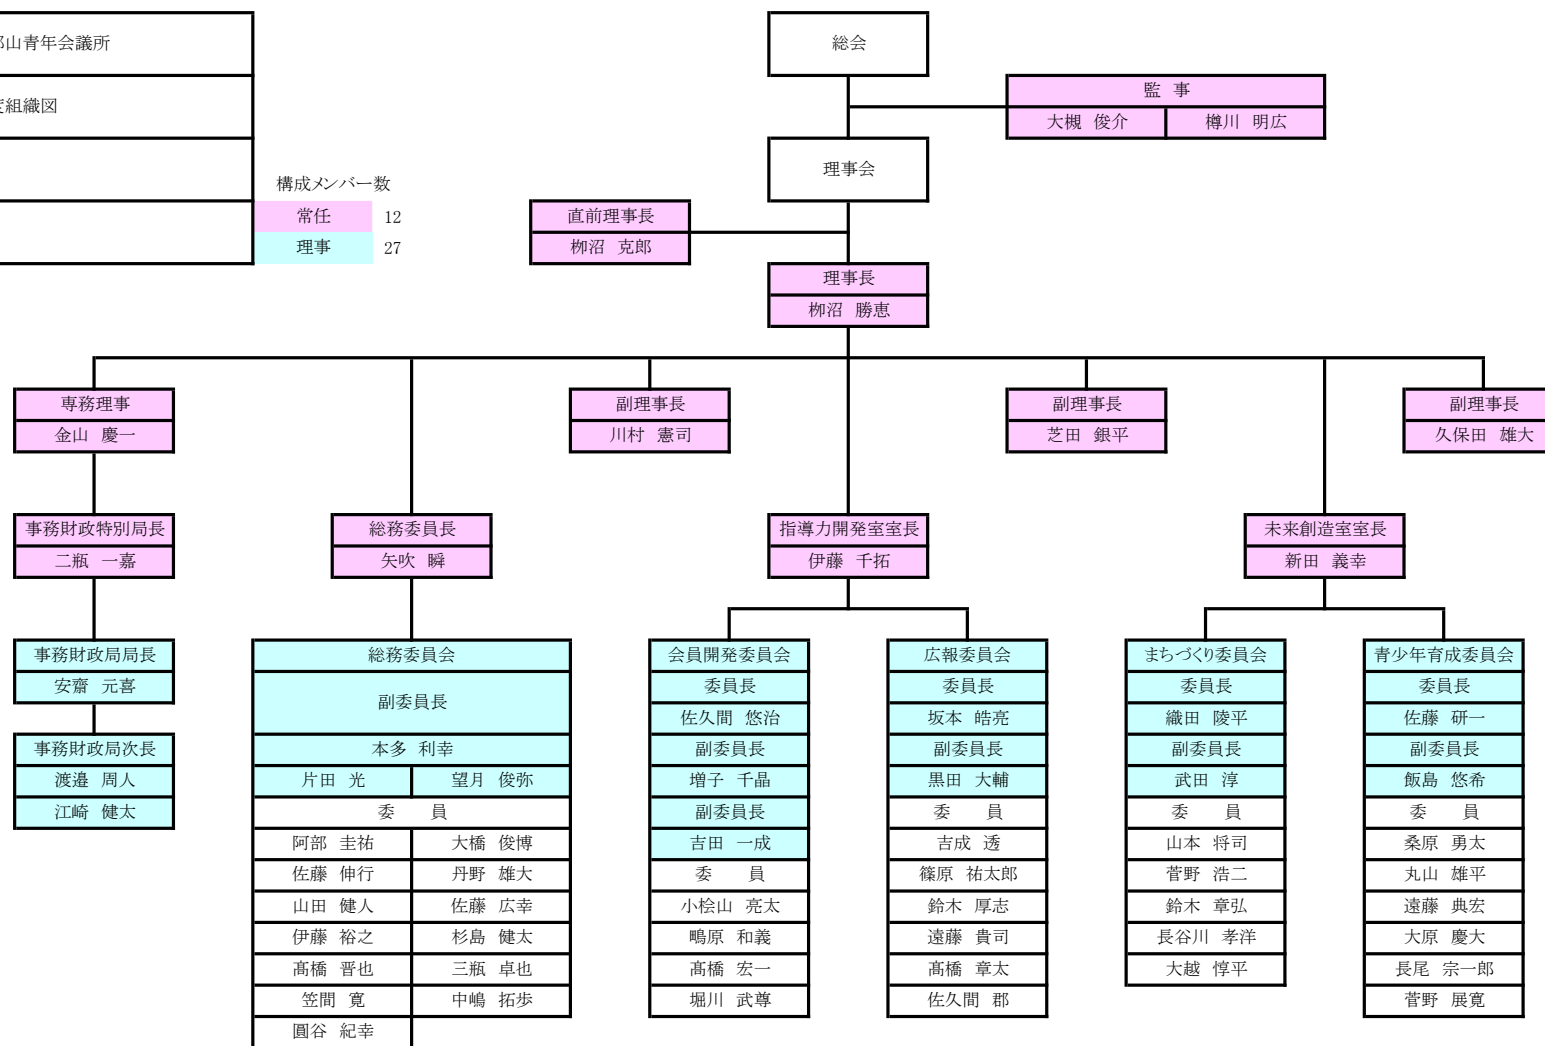 山青年会議所
組織図
総会
監 事
大槻 俊介 樽川 明広
理事会
構成メンバー数
常任 12
理事 27
直前理事長
栁沼 克郎
理事長
栁沼 勝恵
専務理事 副理事長 副理事長 副理事長
金山 慶一 川村 憲司 芝田 銀平 久保田 雄大
事務財政特別局長 総務委員長 指導力開発室室長 未来創造室室長
二瓶 一嘉 矢吹 瞬 伊藤 千拓 新田 義幸
事務財政局局長
安齋 元喜
事務財政局次長
渡邉 周人
江崎 健太
総務委員会
副委員長
本多 利幸
片田 光 望月 俊弥
委 員
阿部 圭祐 大橋 俊博
佐藤 伸行 丹野 雄大
山田 健人 佐藤 広幸
伊藤 裕之 杉島 健太
髙橋 晋也 三瓶 卓也
笠間 寛 中嶋 拓歩
圓谷 紀幸
会員開発委員会
委員長
佐久間 悠治
副委員長
増子 千晶
副委員長
吉田 一成
委 員
小桧山 亮太
鴫原 和義
髙橋 宏一
堀川 武尊
広報委員会
委員長
坂本 皓亮
副委員長
黒田 大輔
委 員
吉成 透
篠原 祐太郎
鈴木 厚志
遠藤 貴司
髙橋 章太
佐久間 郡
まちづくり委員会
委員長
織田 陵平
副委員長
武田 淳
委 員
山本 将司
菅野 浩二
鈴木 章弘
長谷川 孝洋
大越 惇平
青少年育成委員会
委員長
佐藤 研一
副委員長
飯島 悠希
委 員
桑原 勇太
丸山 雄平
遠藤 典宏
大原 慶大
長尾 宗一郎
菅野 展寛